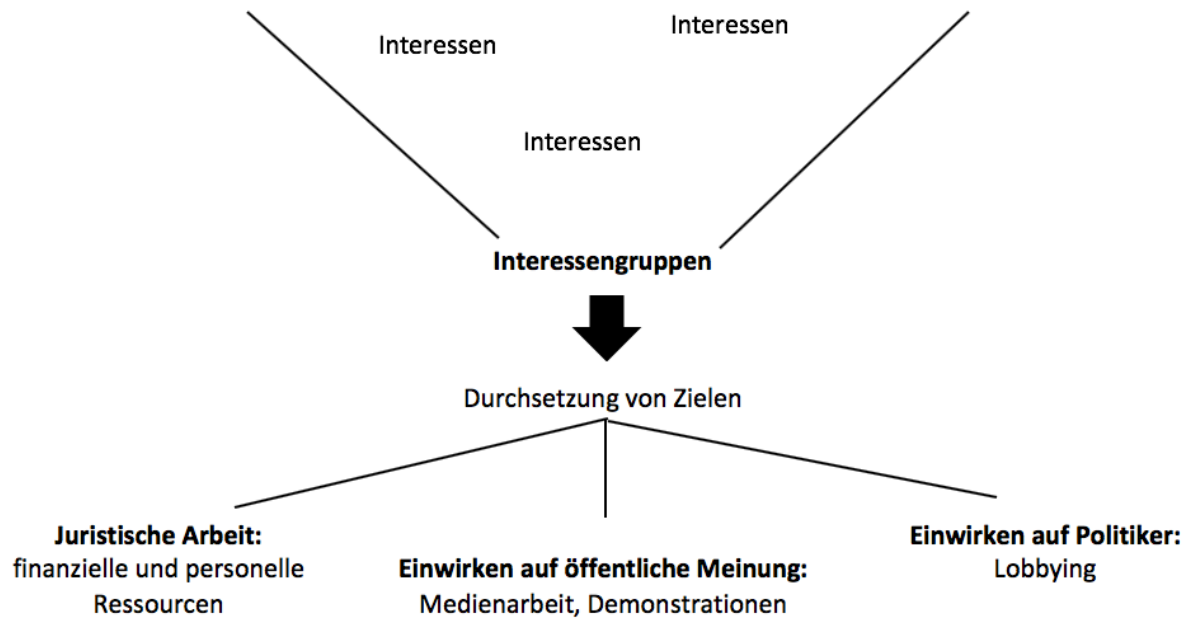 Interessen
Interessen
Interessen
Interessengruppen
Durchsetzung von Zielen
Juristische Arbeit:
finanzielle und personelle
Ressourcen
Einwirken auf öffentliche Meinung:
Medienarbeit, Demonstrationen
Einwirken auf Politiker:
Lobbying